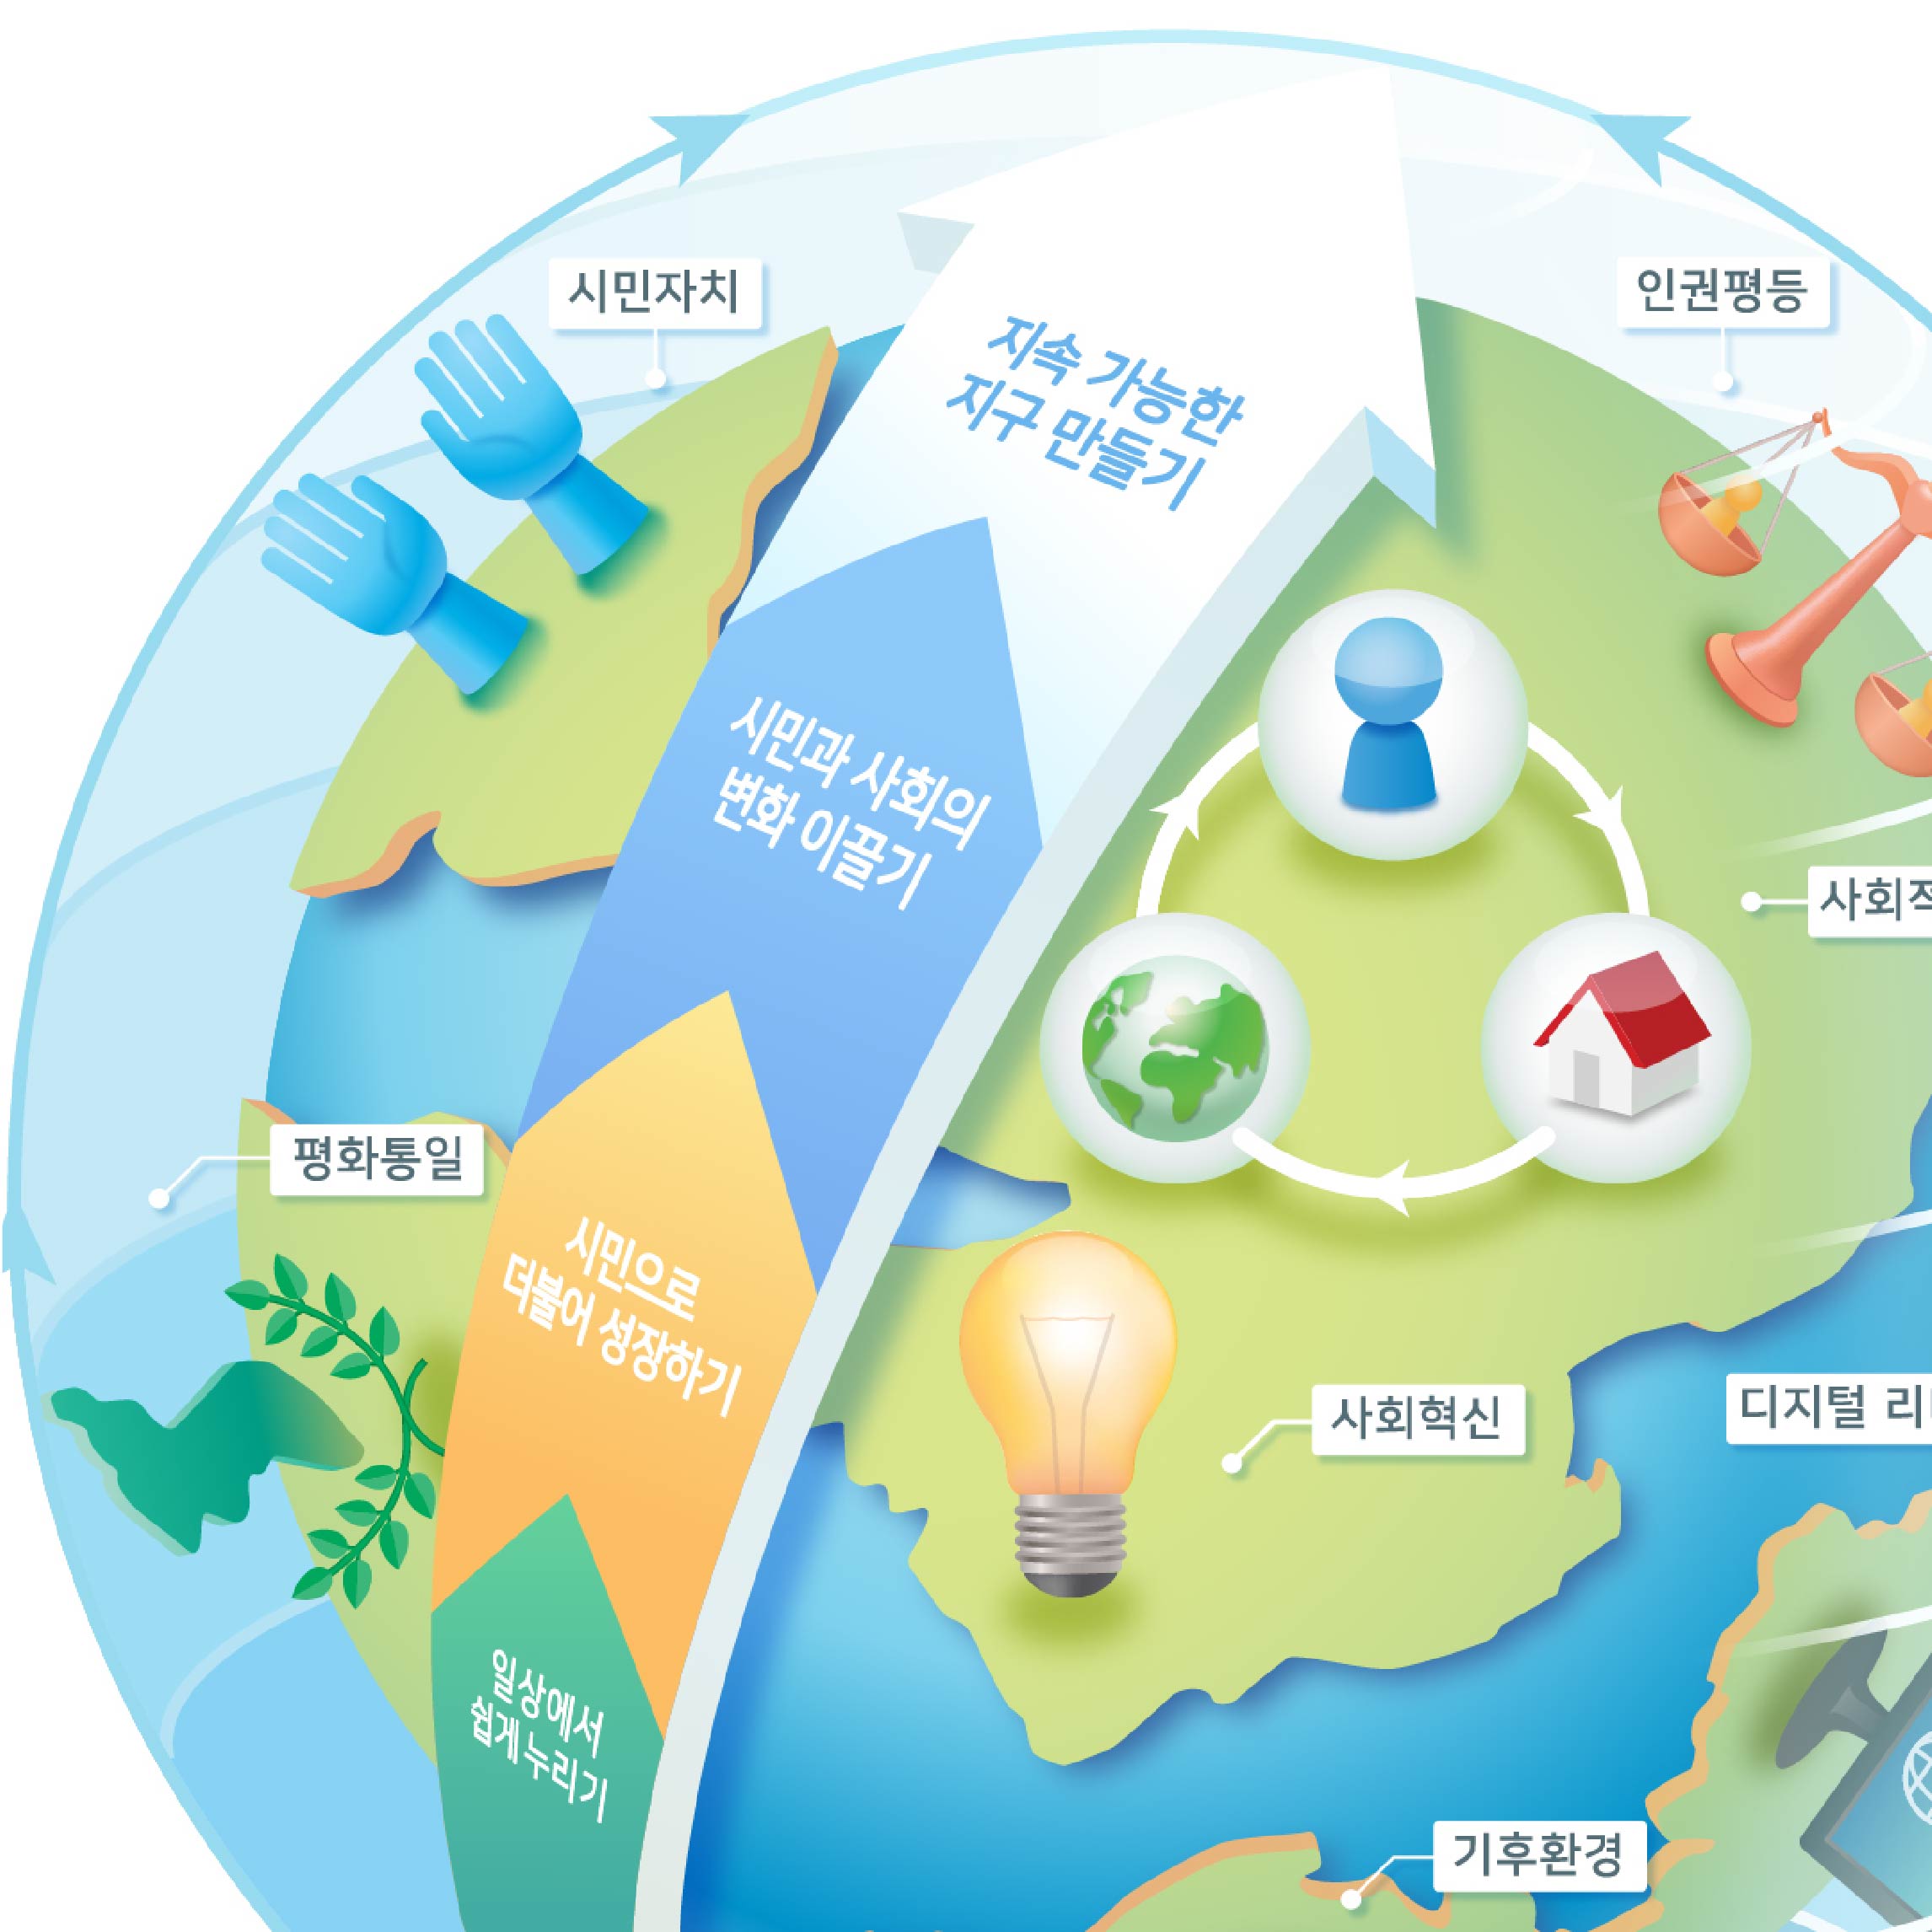 시민자치
인권평등
지속 가능한
지구 만들기
시민과 사회의
변화 이끌기
사회적
평화통일
시민으로
더불어 성장하기
사회혁신
디지털
일상에서
쉽게 누리기
기후환경